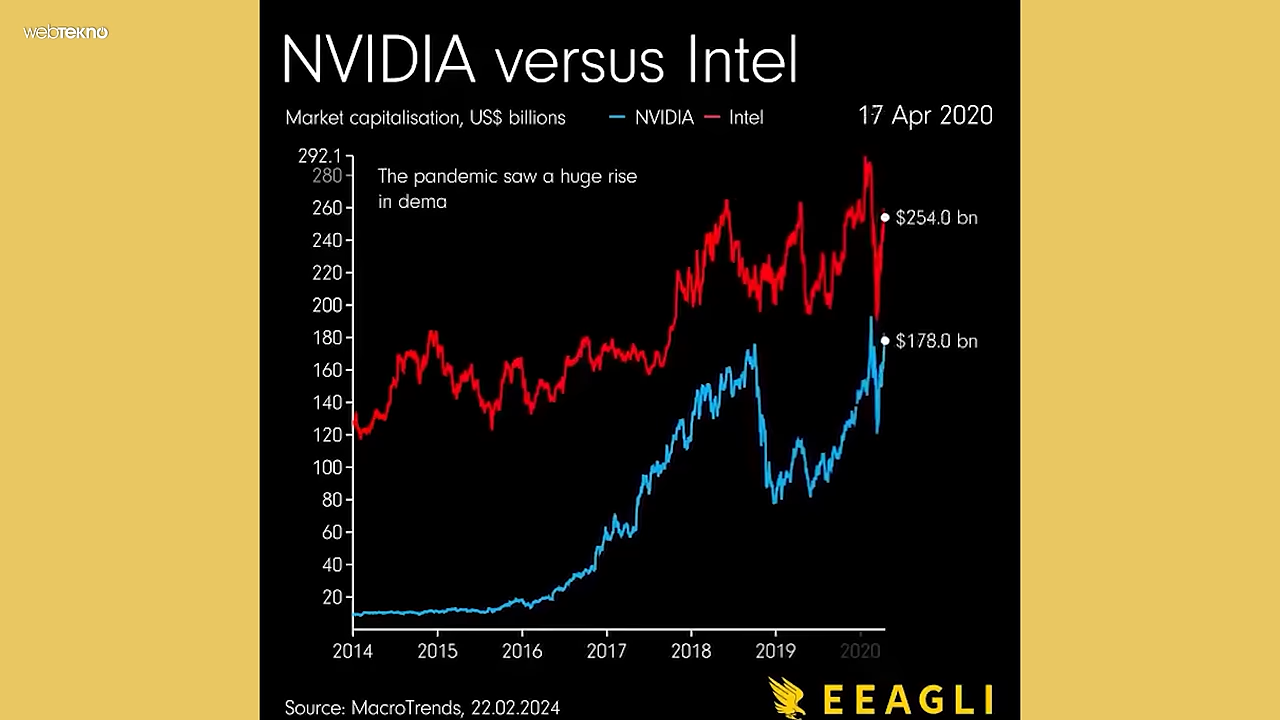 webTEKNO
NVIDIA versus Intel
Market capitalisation, US$ billions
NVIDIA
Intel
17 Apr 2020
The pandemic saw a huge rise
in dema
292.1
280
260
240
220
200
180
160
140
120
100
80
60
40
20
$254.0 bn
$178.0 bn
2014 2015 2016 2017 2018 2019 2020
Source: MacroTrends, 22.02.2024
EEAGLI